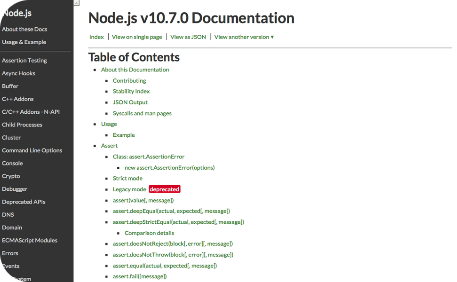 Node.js
About these Docs
Usage & Example
Assertion Testing
Async Hooks
Buffer
C++ Addons
C/C++ Addons - N-API
Child Processes
Cluster
Command Line Options
Console
Crypto
Debugger
Deprecated APIs
DNS
Domain
ECMAScript Modules
Errors
Events
Node.js v10.7.0 Documentation
Index | View on single page | View as JSON | View another version ▼
Table of Contents
• About this Documentation
• Contributing
• Stability Index
• JSON Output
• Syscalls and man pages
• Usage
• Example
• Assert
• Class: assert.AssertionError
• new assert.AssertionError(options)
• Strict mode
• Legacy mode deprecated
• assert(value[, message])
• assert.deepEqual(actual, expected[, message])
• assert.deepStrictEqual(actual, expected[, message])
• Comparison details
• assert.doesNotReject(block[, error][, message])
• assert.doesNotThrow(block[, error][, message])
• assert.equal(actual, expected[, message])
• assert.fail([message])